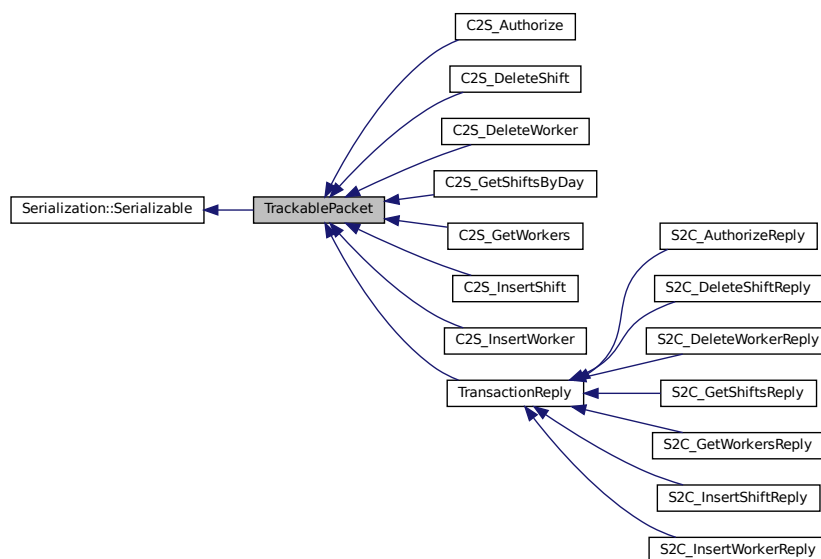 C2S_Authorize
C2S_DeleteShift
C2S_DeleteWorker
C2S_GetShiftsByDay
Serialization::Serializable
TrackablePacket
C2S_GetWorkers
S2C_AuthorizeReply
C2S_InsertShift
S2C_DeleteShiftReply
C2S_InsertWorker
S2C_DeleteWorkerReply
TransactionReply
S2C_GetShiftsReply
S2C_GetWorkersReply
S2C_InsertShiftReply
S2C_InsertWorkerReply